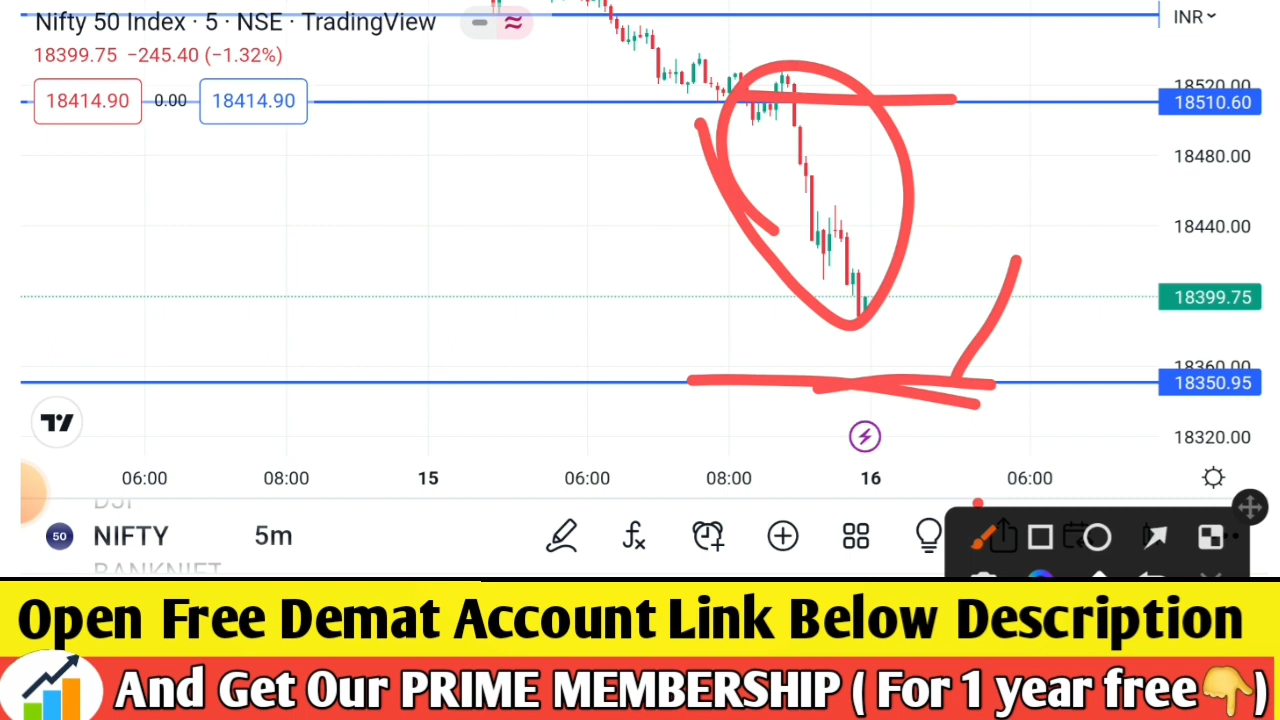 Nifty 50 Index · 5 · NSE · TradingView
INR
18399.75 −245.40 (−1.32%)
18414.90 0.00 18414.90
18520.00
18510.60
18480.00
18440.00
18399.75
18360.00
18350.95
18320.00
06:00 08:00 15 06:00 08:00 16 06:00
DJI
50 NIFTY 5m
BANKNIFT
Open Free Demat Account Link Below Description
And Get Our PRIME MEMBERSHIP ( For 1 year free👇)